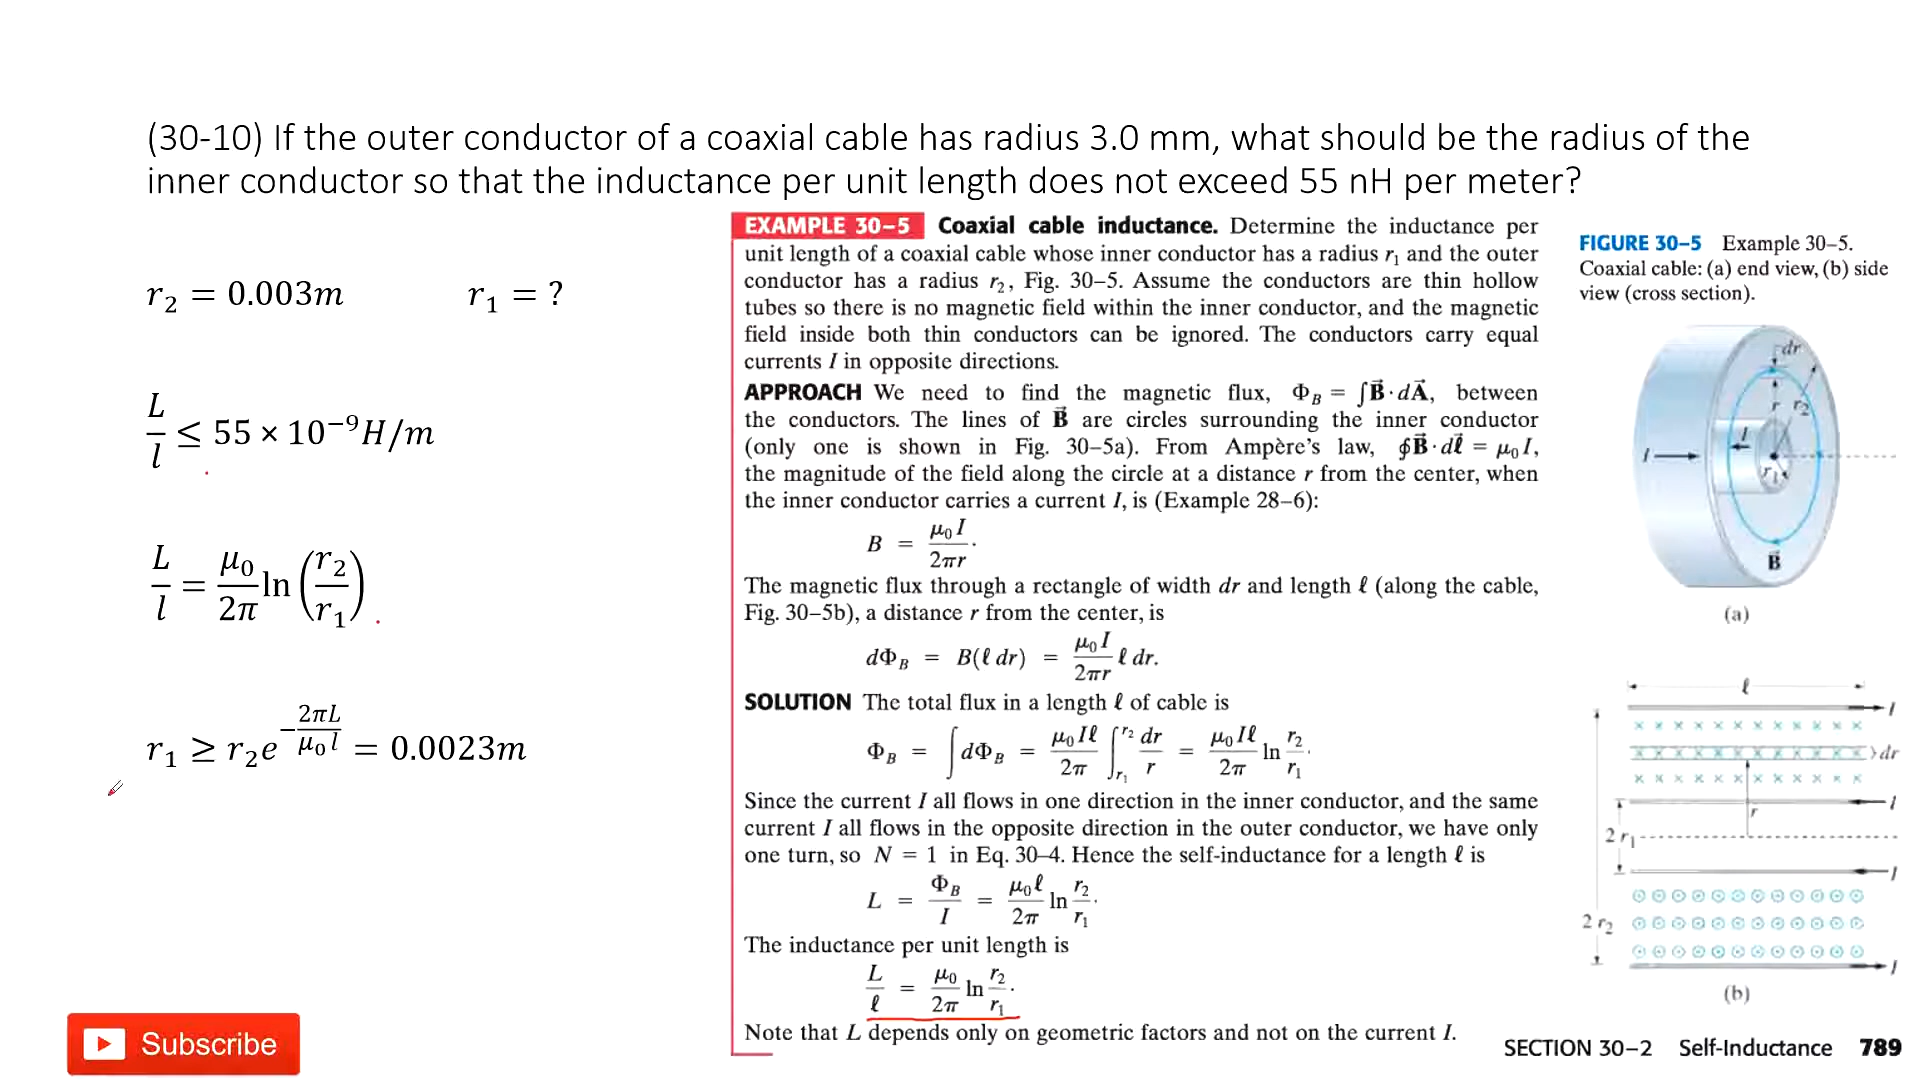 (30-10) If the outer conductor of a coaxial cable has radius 3.0 mm, what should be the radius of the
inner conductor so that the inductance per unit length does not exceed 55 nH per meter?
r₂ = 0.003m r₁ = ?
L/l ≤ 55 × 10⁻⁹H/m
L/l = μ₀/2π ln(r₂/r₁)
r₁ ≥ r₂e^(−2πL/μ₀l) = 0.0023m
Subscribe
EXAMPLE 30–5 Coaxial cable inductance. Determine the inductance per
unit length of a coaxial cable whose inner conductor has a radius r₁ and the outer
conductor has a radius r₂, Fig. 30–5. Assume the conductors are thin hollow
tubes so there is no magnetic field within the inner conductor, and the magnetic
field inside both thin conductors can be ignored. The conductors carry equal
currents I in opposite directions.
APPROACH We need to find the magnetic flux, Φ_B = ∫B⃗·dA⃗, between
the conductors. The lines of B⃗ are circles surrounding the inner conductor
(only one is shown in Fig. 30–5a). From Ampère's law, ∮B⃗·dℓ⃗ = μ₀I,
the magnitude of the field along the circle at a distance r from the center, when
the inner conductor carries a current I, is (Example 28–6):
B = μ₀I/2πr.
The magnetic flux through a rectangle of width dr and length ℓ (along the cable,
Fig. 30–5b), a distance r from the center, is
dΦ_B = B(ℓ dr) = μ₀I/2πr ℓ dr.
SOLUTION The total flux in a length ℓ of cable is
Φ_B = ∫dΦ_B = μ₀Iℓ/2π ∫_r₁^r₂ dr/r = μ₀Iℓ/2π ln r₂/r₁.
Since the current I all flows in one direction in the inner conductor, and the same
current I all flows in the opposite direction in the outer conductor, we have only
one turn, so N = 1 in Eq. 30–4. Hence the self-inductance for a length ℓ is
L = Φ_B/I = μ₀ℓ/2π ln r₂/r₁.
The inductance per unit length is
L/ℓ = μ₀/2π ln r₂/r₁.
Note that L depends only on geometric factors and not on the current I.
FIGURE 30–5 Example 30–5.
Coaxial cable: (a) end view, (b) side
view (cross section).
dr
r r₂
I
I
r₁
B⃗
(a)
ℓ
I
dr
I
r
2r₁
I
2r₂
I
(b)
SECTION 30–2 Self-Inductance 789